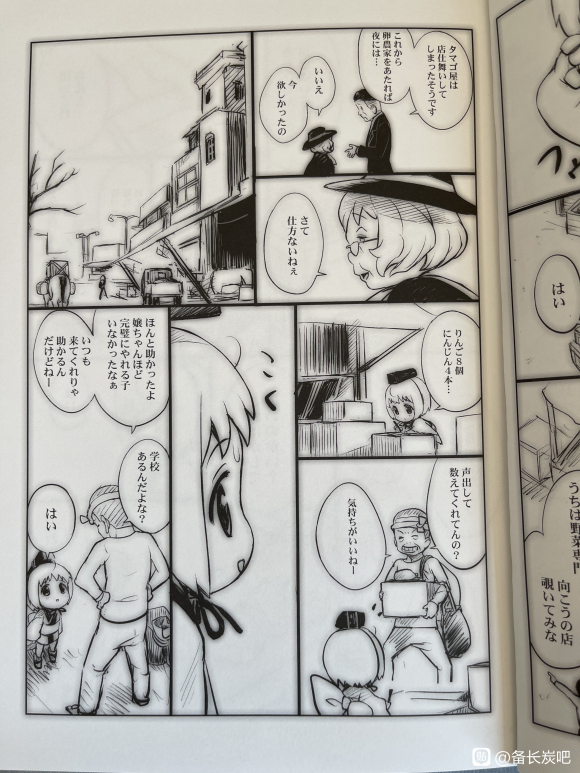 タマゴ屋は
店仕舞いして
しまったそうです
これから
卵農家をあたれば
夜には…
いいえ
今
欲しかったの
さて
仕方ないねぇ
りんご8個
にんじん4本…
声出して
数えてくれてんの?
気持ちがいいねー
ほんと助かったよ
嬢ちゃんほど
完璧にやれる子
いなかったなぁ
いつも
来てくれりゃ
助かるん
だけどねー
学校
あるんだよな?
はい
はい
うちは野菜専門
向こうの店
覗いてみな
@备长炭吧